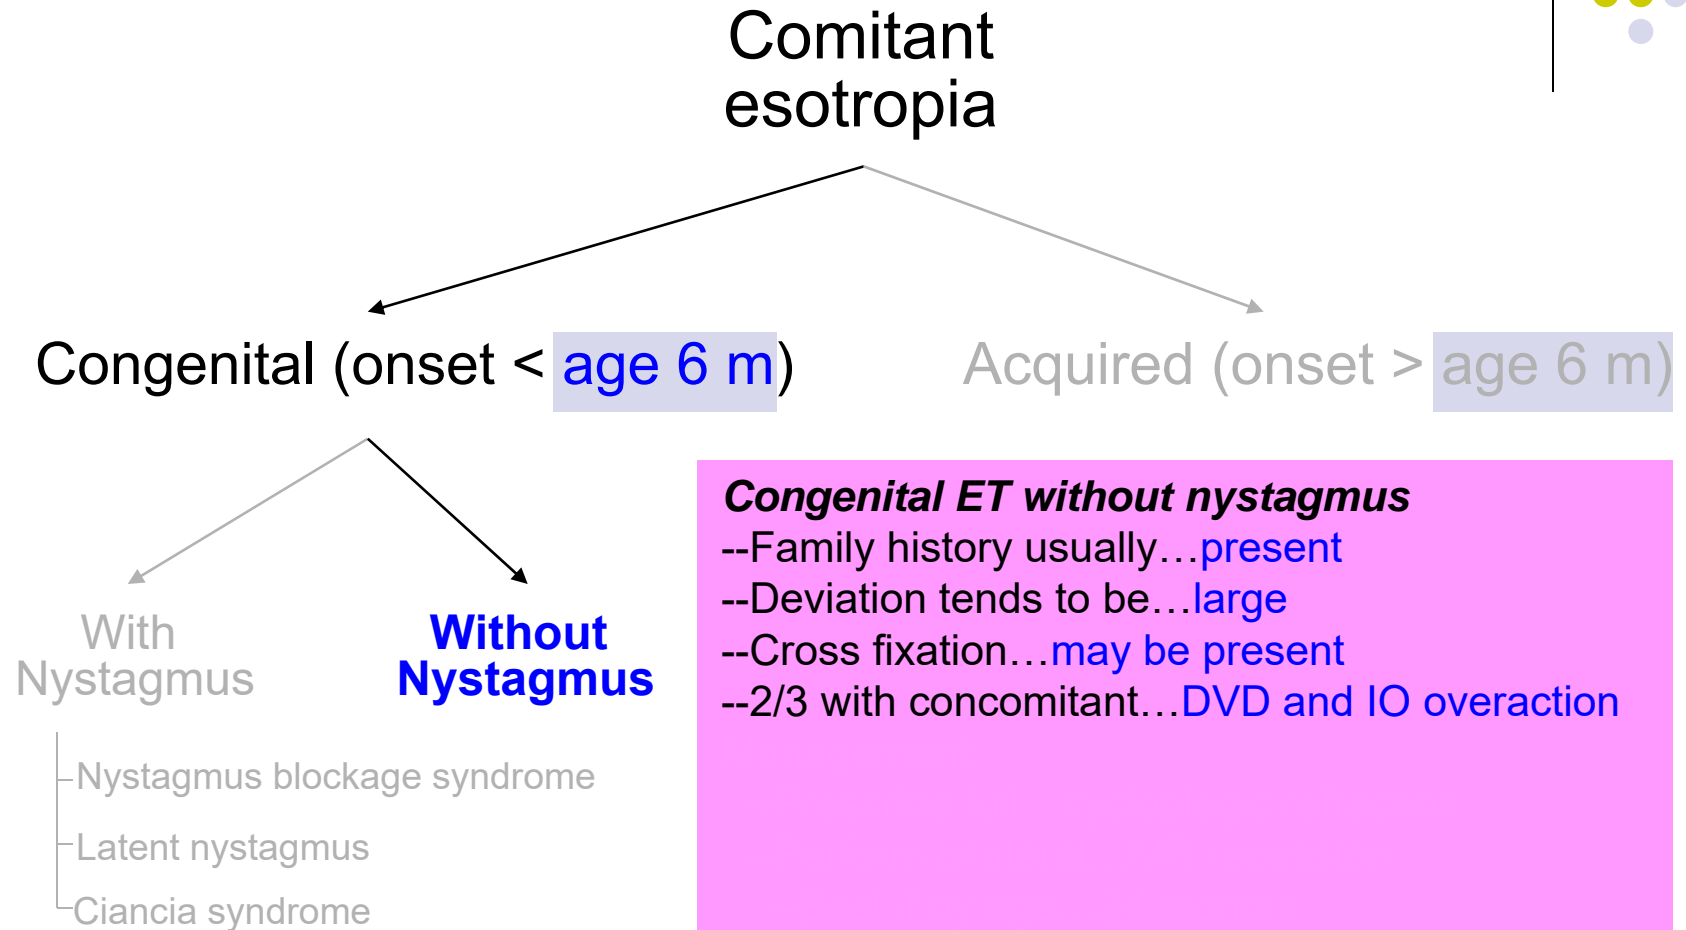 Comitant
esotropia
Congenital (onset < age 6 m)
Acquired (onset > age 6 m)
Congenital ET without nystagmus
--Family history usually…present
--Deviation tends to be…large
--Cross fixation…may be present
--2/3 with concomitant…DVD and IO overaction
With
Nystagmus
Without
Nystagmus
Nystagmus blockage syndrome
Latent nystagmus
Ciancia syndrome